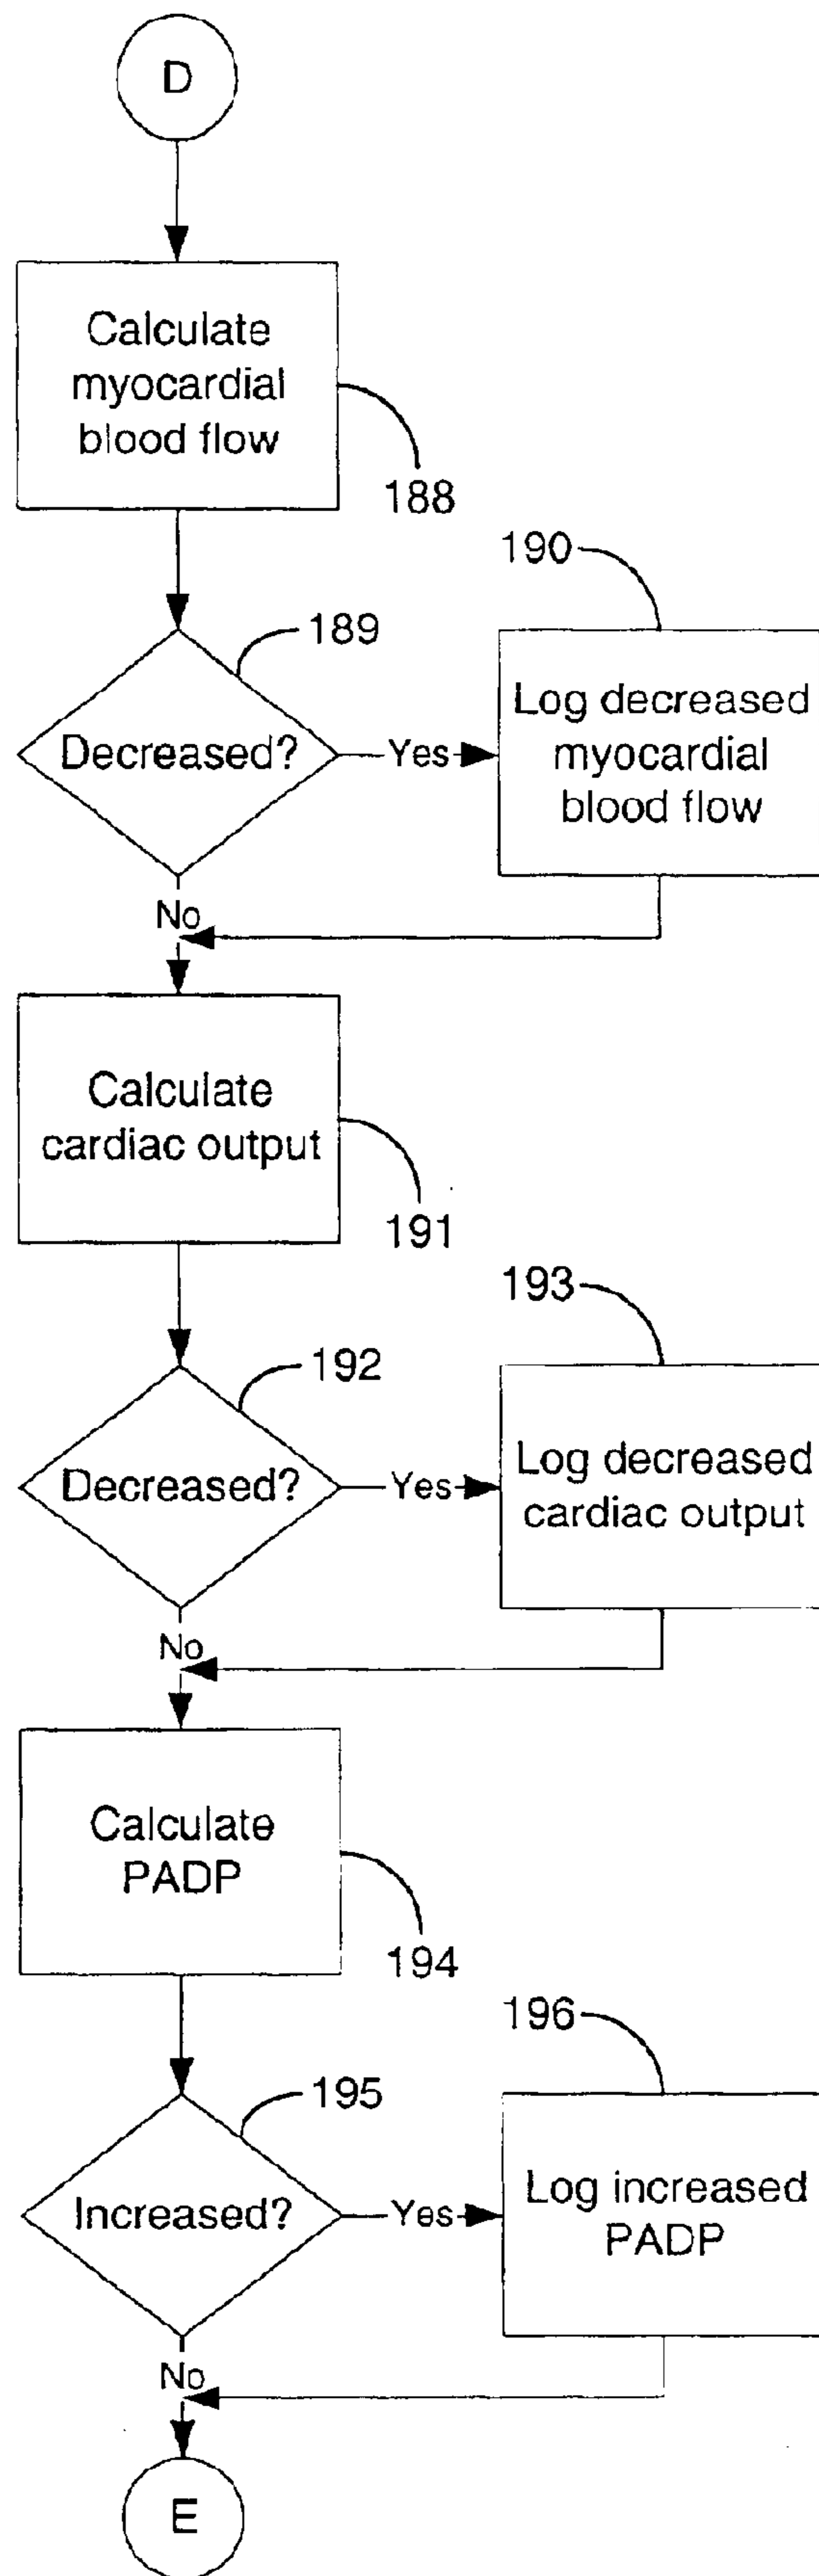 D
Calculate
myocardial
blood flow
188
190
189
Decreased?
Yes
Log decreased
myocardial
blood flow
No
Calculate
cardiac output
191
193
192
Decreased?
Yes
Log decreased
cardiac output
No
Calculate
PADP
194
196
195
Increased?
Yes
Log increased
PADP
No
E